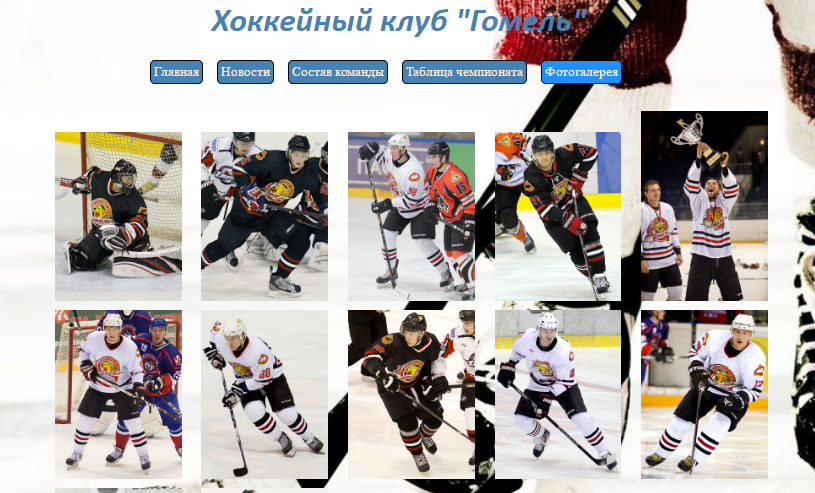 Хоккейный клуб "Гомель"
Главная Новости Состав команды Таблица чемпионата Фотогалерея